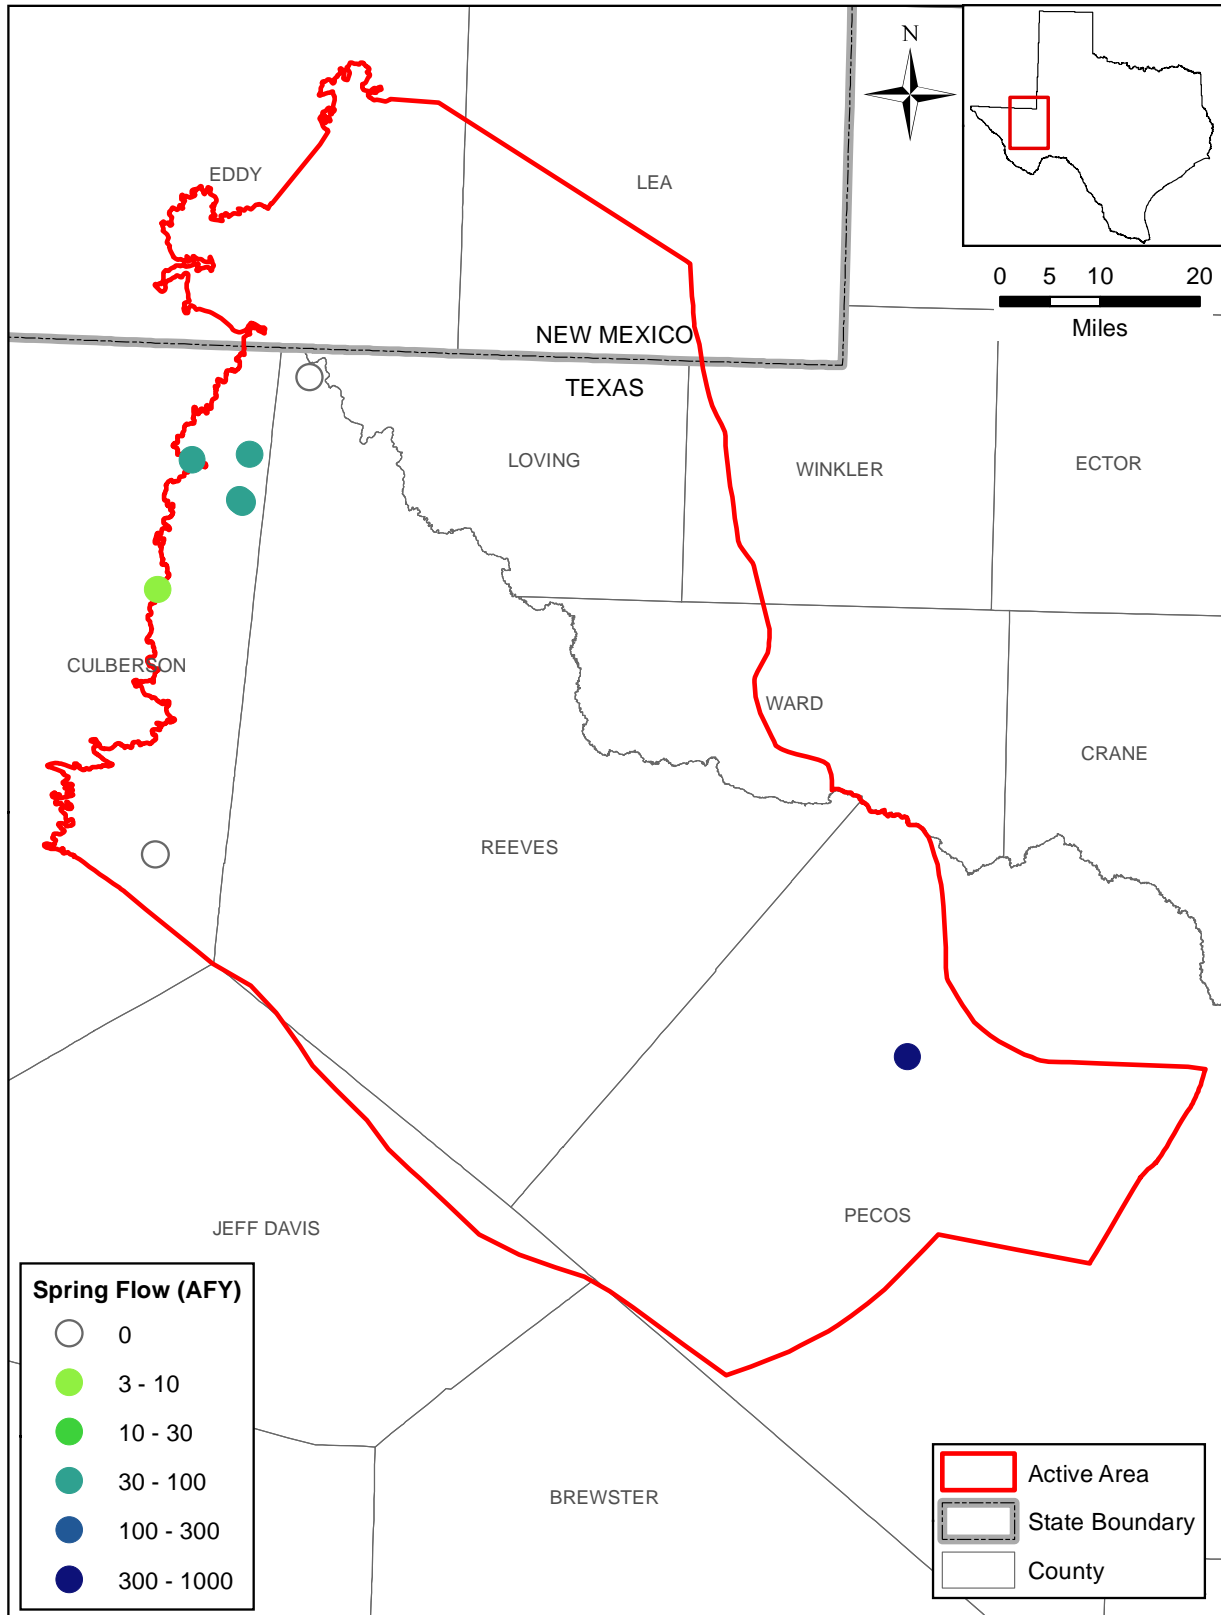 N
EDDY
LEA
0 5 10 20
Miles
NEW MEXICO
TEXAS
LOVING
WINKLER
ECTOR
CULBERSON
WARD
CRANE
REEVES
PECOS
JEFF DAVIS
BREWSTER
Spring Flow (AFY)
0
3 - 10
10 - 30
30 - 100
100 - 300
300 - 1000
Active Area
State Boundary
County